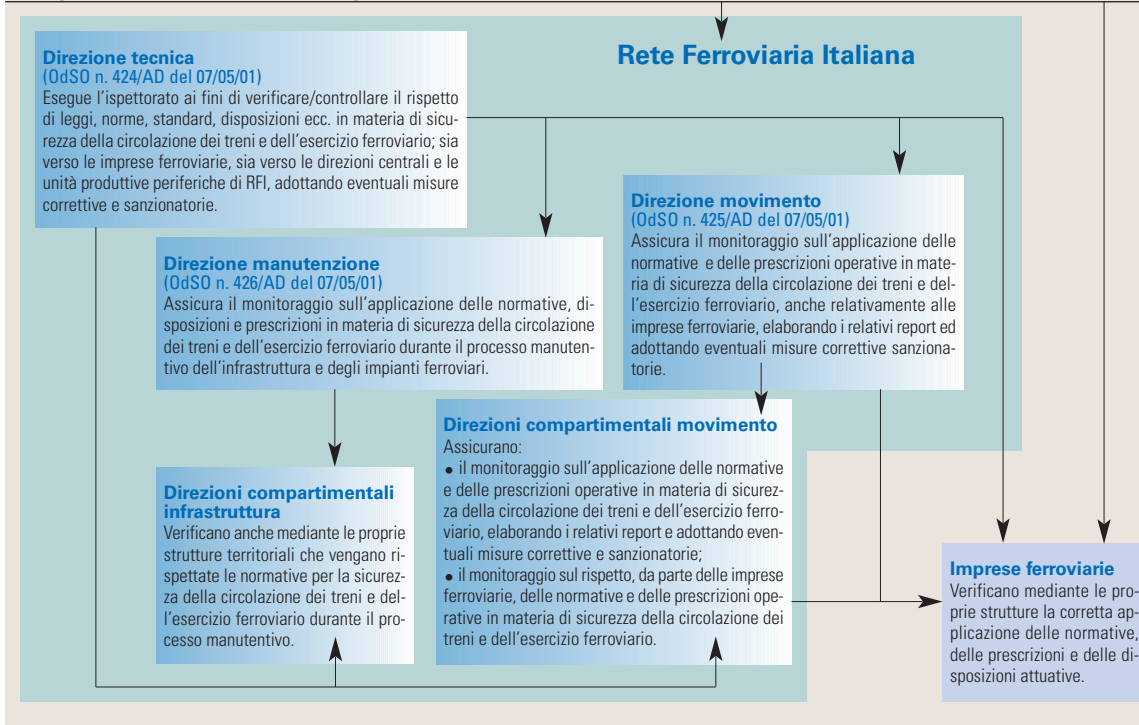 Rete Ferroviaria Italiana
Direzione tecnica
(OdSO n. 424/AD del 07/05/01)
Esegue l'ispettorato ai fini di verificare/controllare il rispetto
di leggi, norme, standard, disposizioni ecc. in materia di sicu-
rezza della circolazione dei treni e dell'esercizio ferroviario; sia
verso le imprese ferroviarie, sia verso le direzioni centrali e le
unità produttive periferiche di RFI, adottando eventuali misure
correttive e sanzionatorie.
Direzione movimento
(OdSO n. 425/AD del 07/05/01)
Assicura il monitoraggio sull'applicazione delle
normative e delle prescrizioni operative in mate-
ria di sicurezza della circolazione dei treni e del-
l'esercizio ferroviario, anche relativamente alle
imprese ferroviarie, elaborando i relativi report ed
adottando eventuali misure correttive sanziona-
torie.
Direzione manutenzione
(OdSO n. 426/AD del 07/05/01)
Assicura il monitoraggio sull'applicazione delle normative, di-
sposizioni e prescrizioni in materia di sicurezza della circolazione
dei treni e dell'esercizio ferroviario durante il processo manuten-
tivo dell'infrastruttura e degli impianti ferroviari.
Direzioni compartimentali movimento
Assicurano:
• il monitoraggio sull'applicazione delle normative
e delle prescrizioni operative in materia di sicurez-
za della circolazione dei treni e dell'esercizio ferro-
viario, elaborando i relativi report e adottando even-
tuali misure correttive e sanzionatorie;
• il monitoraggio sul rispetto, da parte delle imprese
ferroviarie, delle normative e delle prescrizioni ope-
rative in materia di sicurezza della circolazione dei
treni e dell'esercizio ferroviario.
Direzioni compartimentali
infrastruttura
Verificano anche mediante le proprie
strutture territoriali che vengano ri-
spettate le normative per la sicurez-
za della circolazione dei treni e del-
l'esercizio ferroviario durante il pro-
cesso manutentivo.
Imprese ferroviarie
Verificano mediante le pro-
prie strutture la corretta ap-
plicazione delle normative,
delle prescrizioni e delle di-
sposizioni attuative.